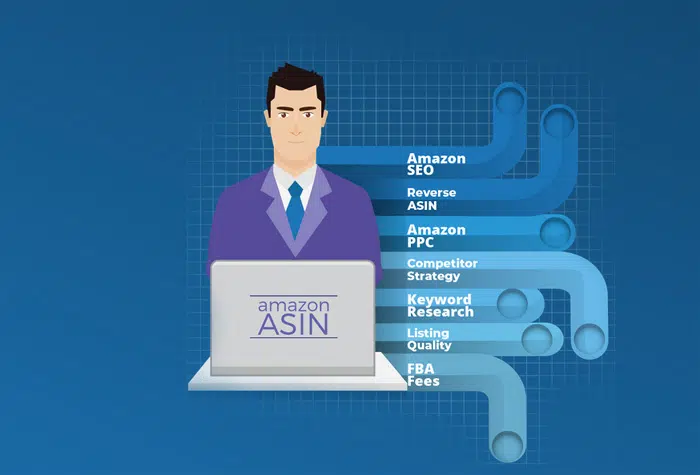 Amazon
SEO
Reverse
ASIN
Amazon
PPC
Competitor
Strategy
Keyword
Research
Listing
Quality
FBA
Fees
amazon
ASIN